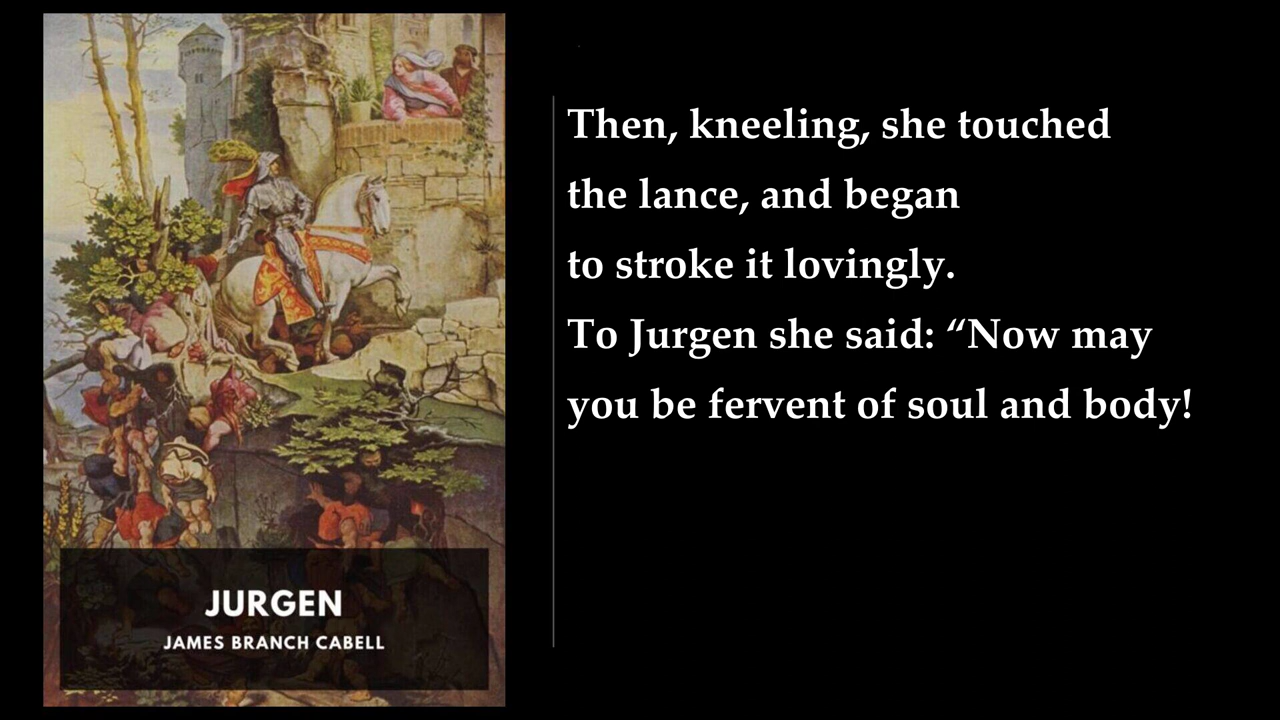 Then, kneeling, she touched
the lance, and began
to stroke it lovingly.
To Jurgen she said: “Now may
you be fervent of soul and body!
JURGEN
JAMES BRANCH CABELL